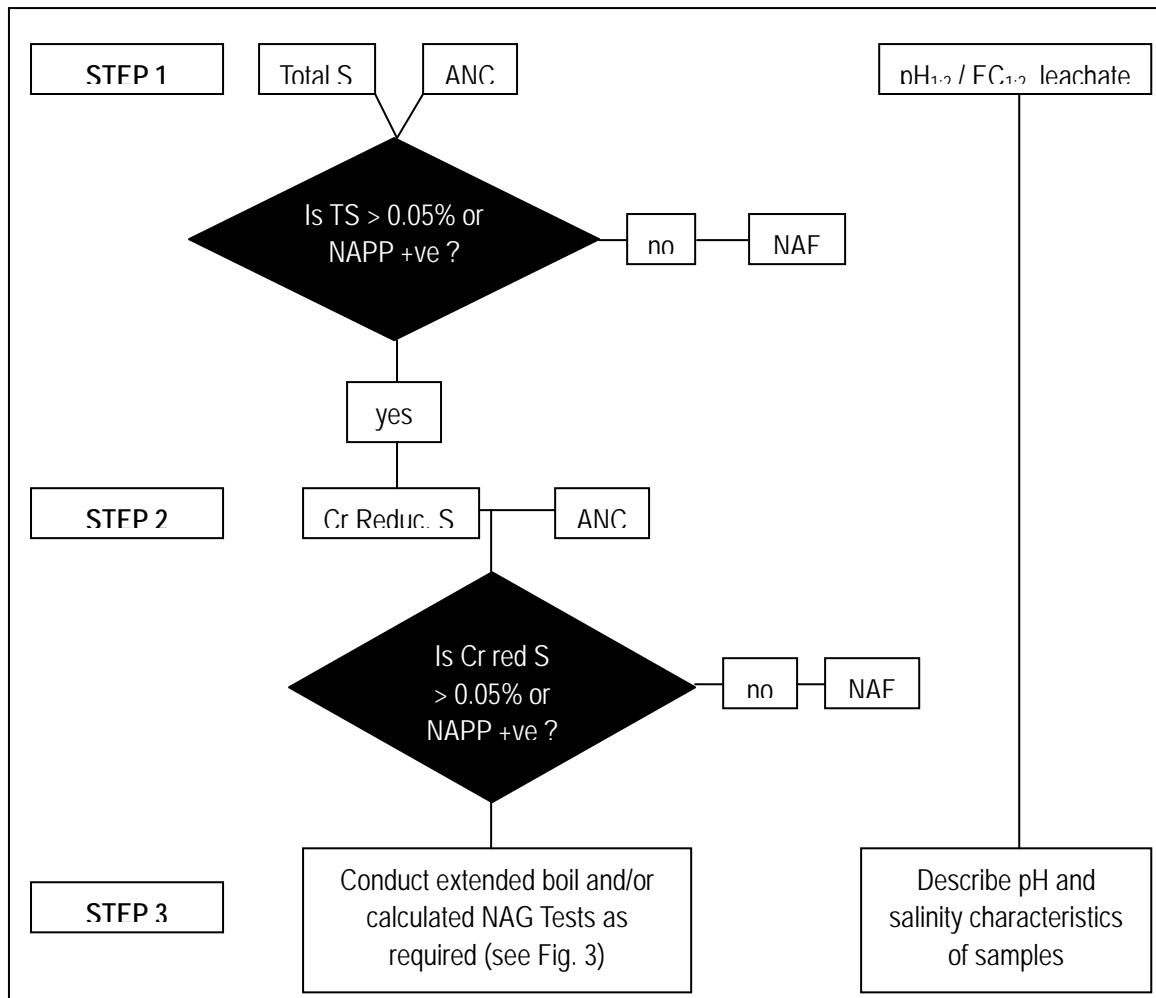 STEP 1
Total S
ANC
pH1:2 / EC1:2 leachate
Is TS > 0.05% or
NAPP +ve ?
no
NAF
yes
STEP 2
Cr Reduc. S
ANC
Is Cr red S
> 0.05% or
NAPP +ve ?
no
NAF
STEP 3
Conduct extended boil and/or
calculated NAG Tests as
required (see Fig. 3)
Describe pH and
salinity characteristics
of samples